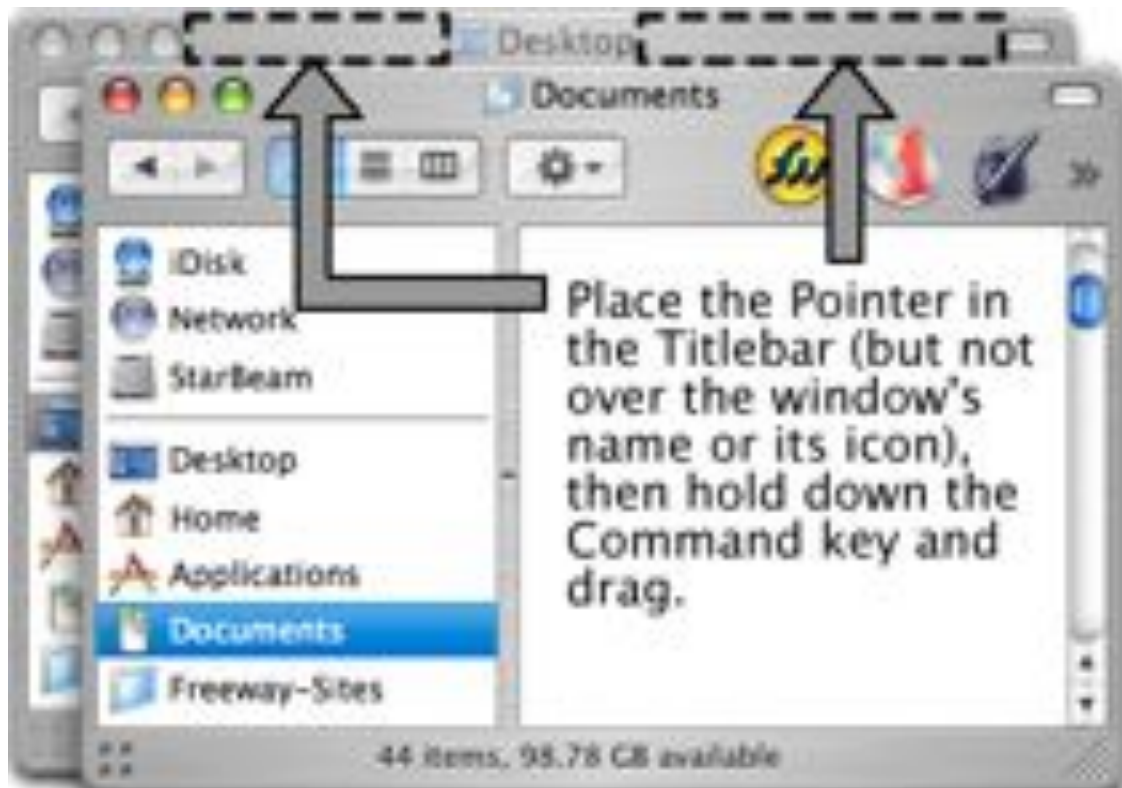 Desktop
Documents
iDisk
Network
StarBeam
Desktop
Home
Applications
Documents
Freeway-Sites
Place the Pointer in
the Titlebar (but not
over the window's
name or its icon),
then hold down the
Command key and
drag.
44 items, 98.78 GB available